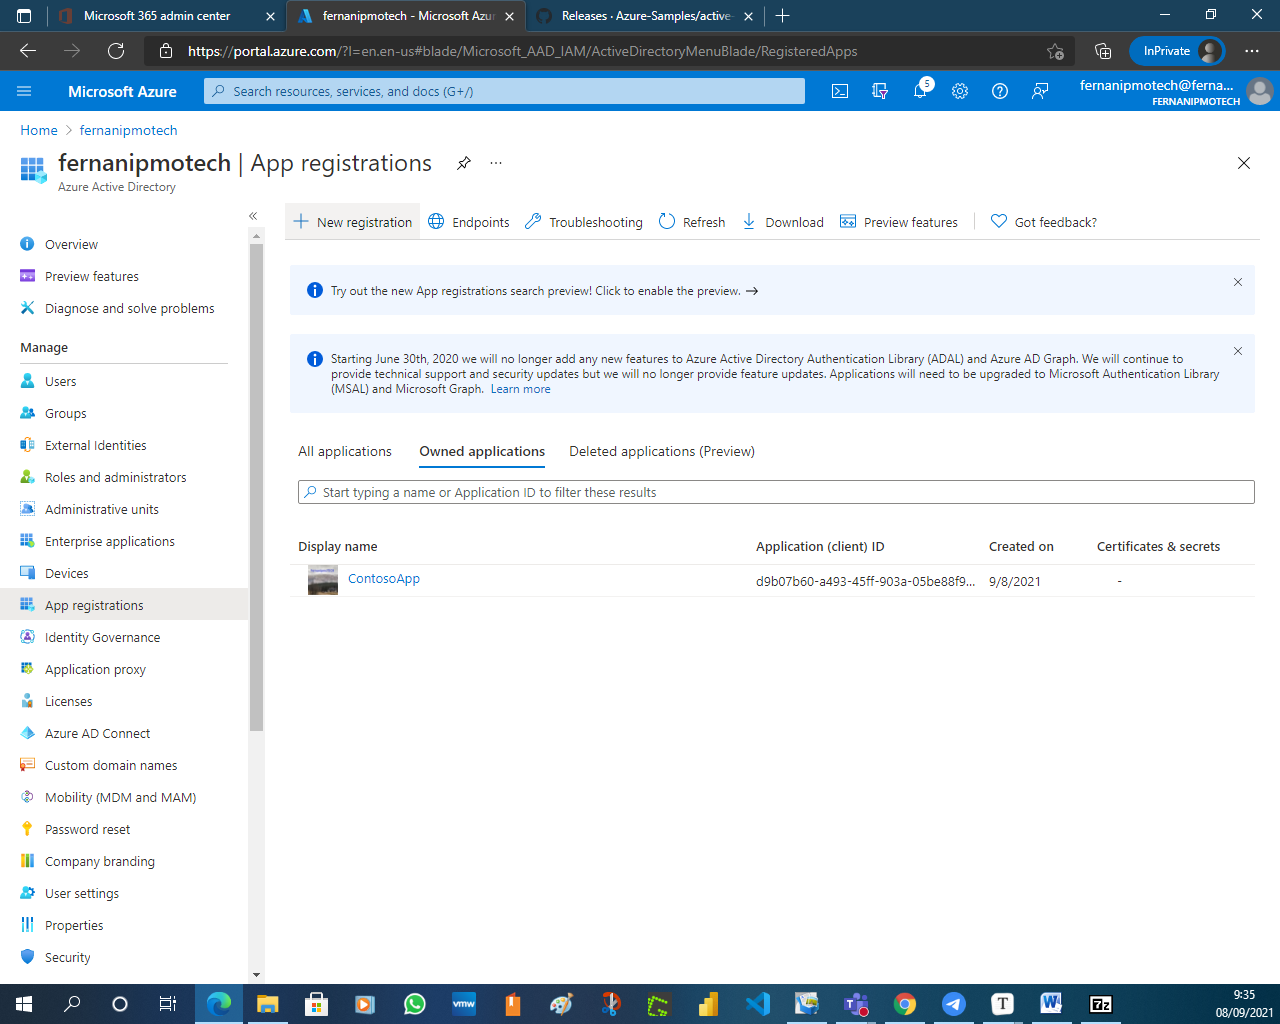 Microsoft 365 admin center
fernanipmotech - Microsoft Azur
Releases · Azure-Samples/active-
https://portal.azure.com/?l=en.en-us#blade/Microsoft_AAD_IAM/ActiveDirectoryMenuBlade/RegisteredApps
InPrivate
Microsoft Azure
Search resources, services, and docs (G+/)
5
fernanipmotech@ferna...
FERNANIPMOTECH
Home > fernanipmotech
fernanipmotech | App registrations
Azure Active Directory
Overview
Preview features
Diagnose and solve problems
Manage
Users
Groups
External Identities
Roles and administrators
Administrative units
Enterprise applications
Devices
App registrations
Identity Governance
Application proxy
Licenses
Azure AD Connect
Custom domain names
Mobility (MDM and MAM)
Password reset
Company branding
User settings
Properties
Security
New registration
Endpoints
Troubleshooting
Refresh
Download
Preview features
Got feedback?
Try out the new App registrations search preview! Click to enable the preview. →
Starting June 30th, 2020 we will no longer add any new features to Azure Active Directory Authentication Library (ADAL) and Azure AD Graph. We will continue to
provide technical support and security updates but we will no longer provide feature updates. Applications will need to be upgraded to Microsoft Authentication Library
(MSAL) and Microsoft Graph. Learn more
All applications
Owned applications
Deleted applications (Preview)
Start typing a name or Application ID to filter these results
Display name
Application (client) ID
Created on
Certificates & secrets
ContosoApp
d9b07b60-a493-45ff-903a-05be88f9...
9/8/2021
-
vmw
T
W
7z
9:35
08/09/2021